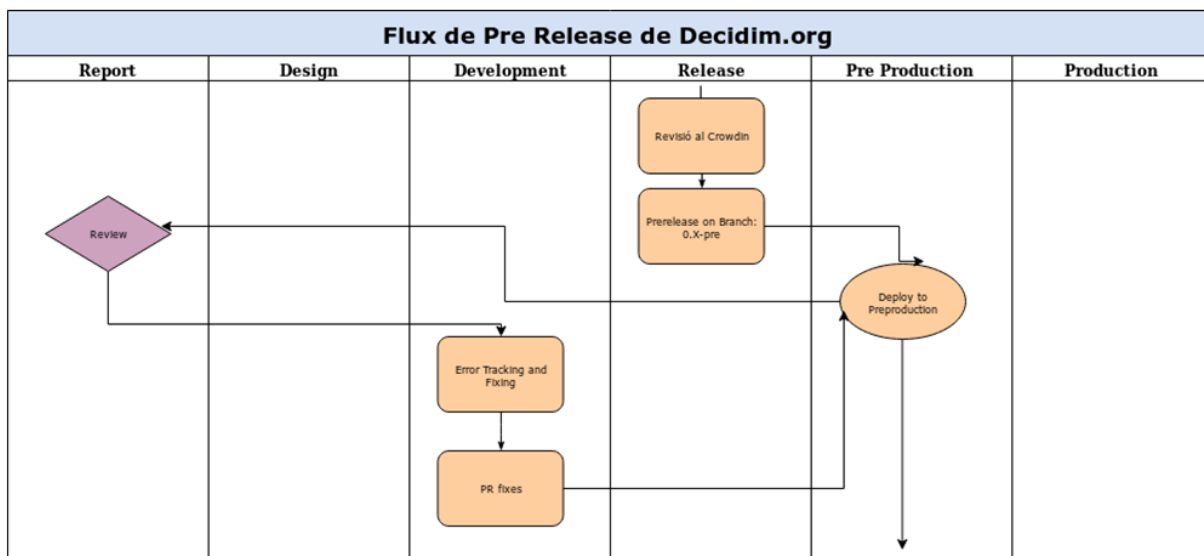 Flux de Pre Release de Decidim.org
Report
Design
Development
Release
Pre Production
Production
Revisió al Crowdin
Prerelease on Branch:
0.X-pre
Review
Deploy to
Preproduction
Error Tracking and
Fixing
PR fixes